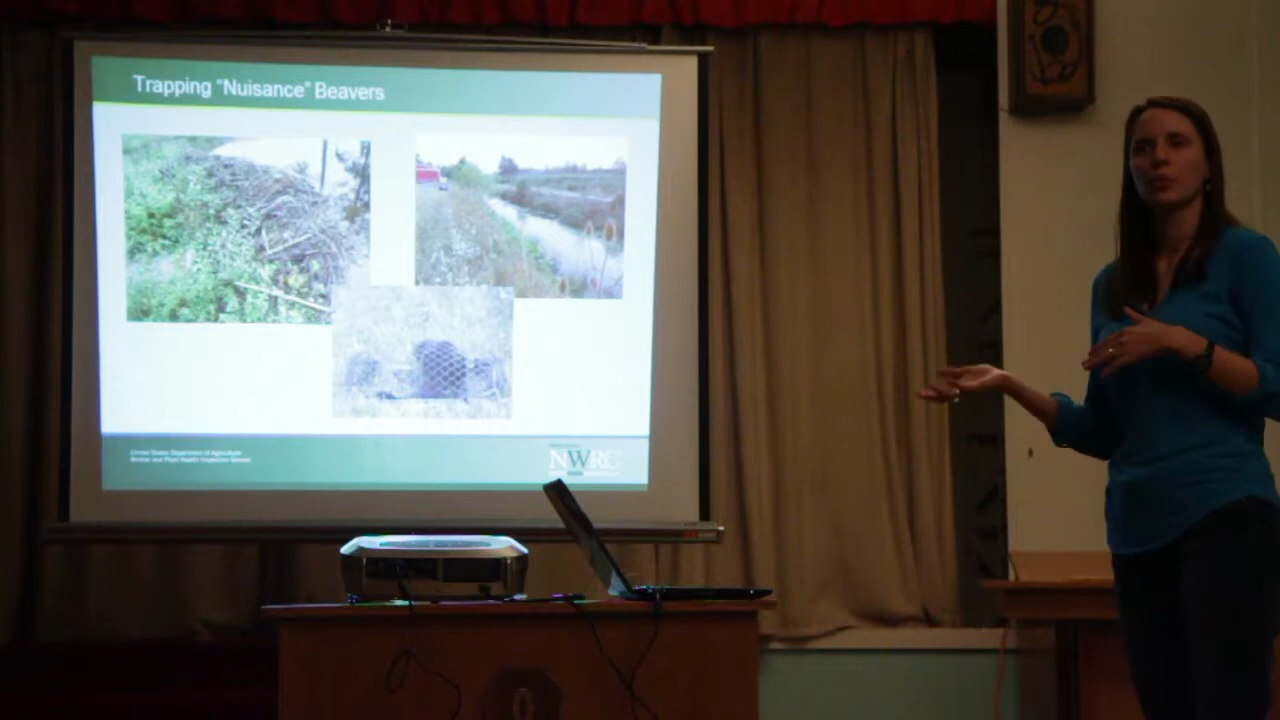 Trapping "Nuisance" Beavers
United States Department of Agriculture
Animal and Plant Health Inspection Service
NWRC